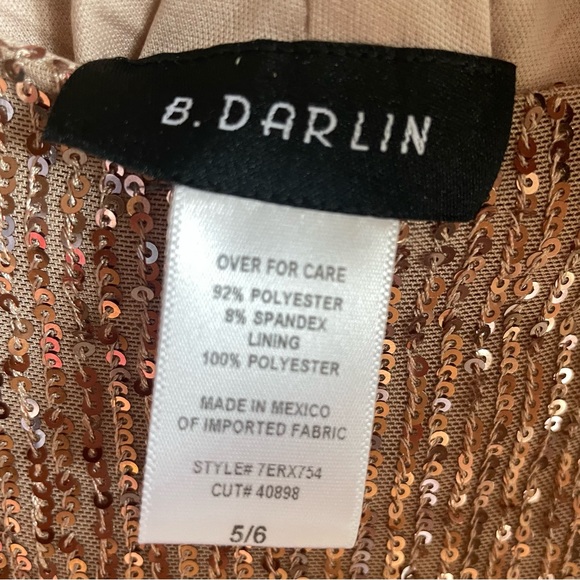 B. DARLIN
OVER FOR CARE
92% POLYESTER
8% SPANDEX
LINING
100% POLYESTER
MADE IN MEXICO
OF IMPORTED FABRIC
STYLE# 7ERX754
CUT# 40898
5/6